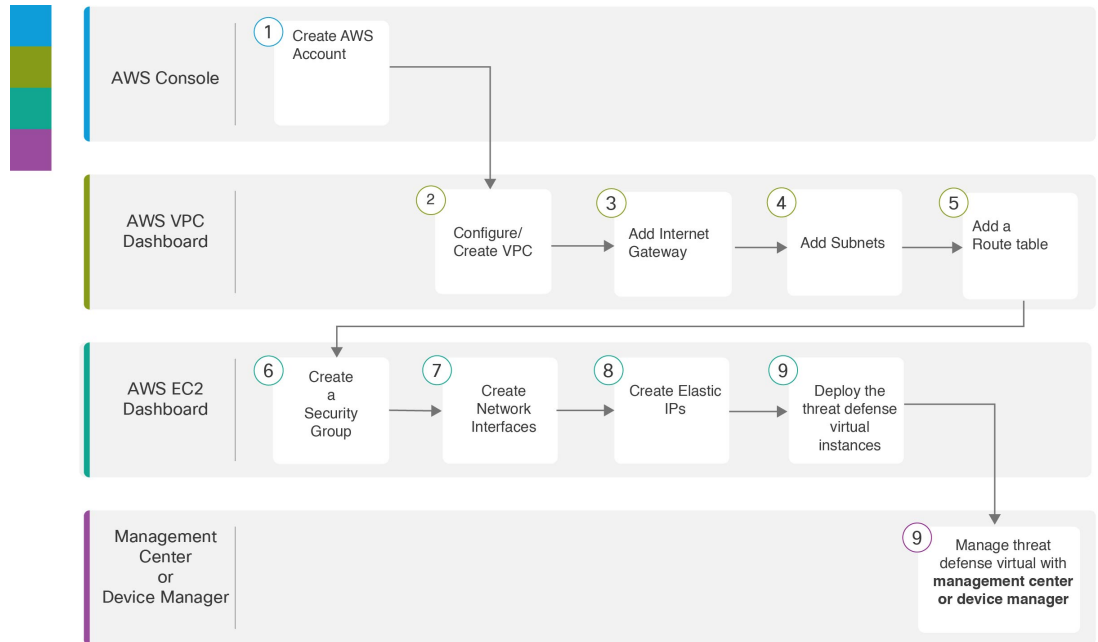 AWS Console
1
Create AWS
Account
AWS VPC
Dashboard
2
Configure/
Create VPC
3
Add Internet
Gateway
4
Add Subnets
5
Add a
Route table
AWS EC2
Dashboard
6
Create
a
Security
Group
7
Create
Network
Interfaces
8
Create Elastic
IPs
9
Deploy the
threat defense
virtual
instances
Management
Center
or
Device Manager
9
Manage threat
defense virtual with
management center
or device manager